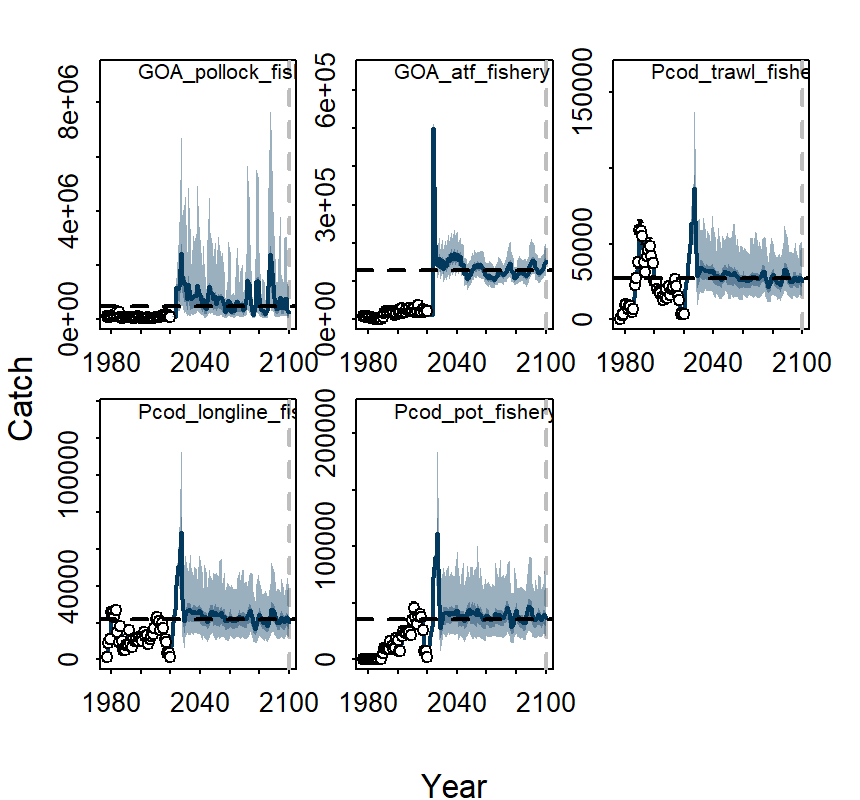 Catch
GOA_pollock_fis
0e+00 4e+06 8e+06
1980 2040 2100
GOA_atf_fishery
0e+00 3e+05 6e+05
1980 2040 2100
Pcod_trawl_fishe
0 50000 150000
1980 2040 2100
Pcod_longline_fis
0 40000 100000
1980 2040 2100
Pcod_pot_fishery
0 100000 200000
1980 2040 2100
Year